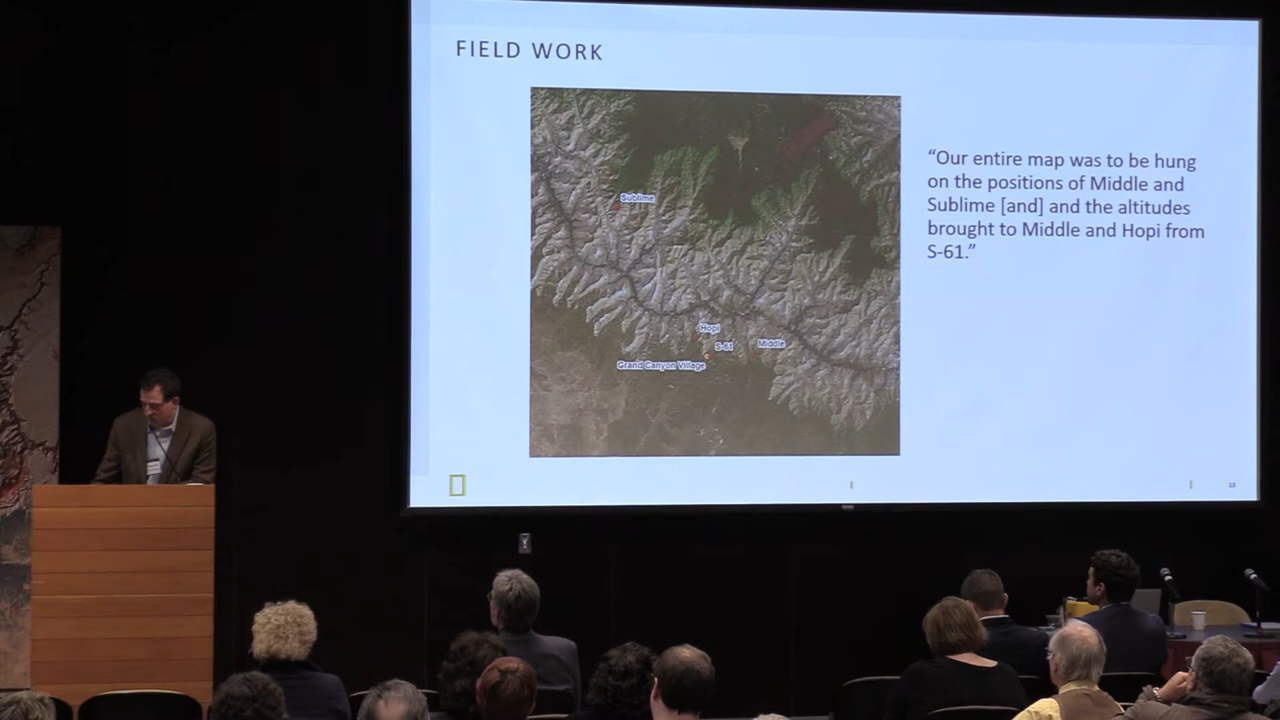 FIELD WORK
Sublime
Hopi
S-61
Middle
Grand Canyon Village
“Our entire map was to be hung
on the positions of Middle and
Sublime [and] and the altitudes
brought to Middle and Hopi from
S-61.”